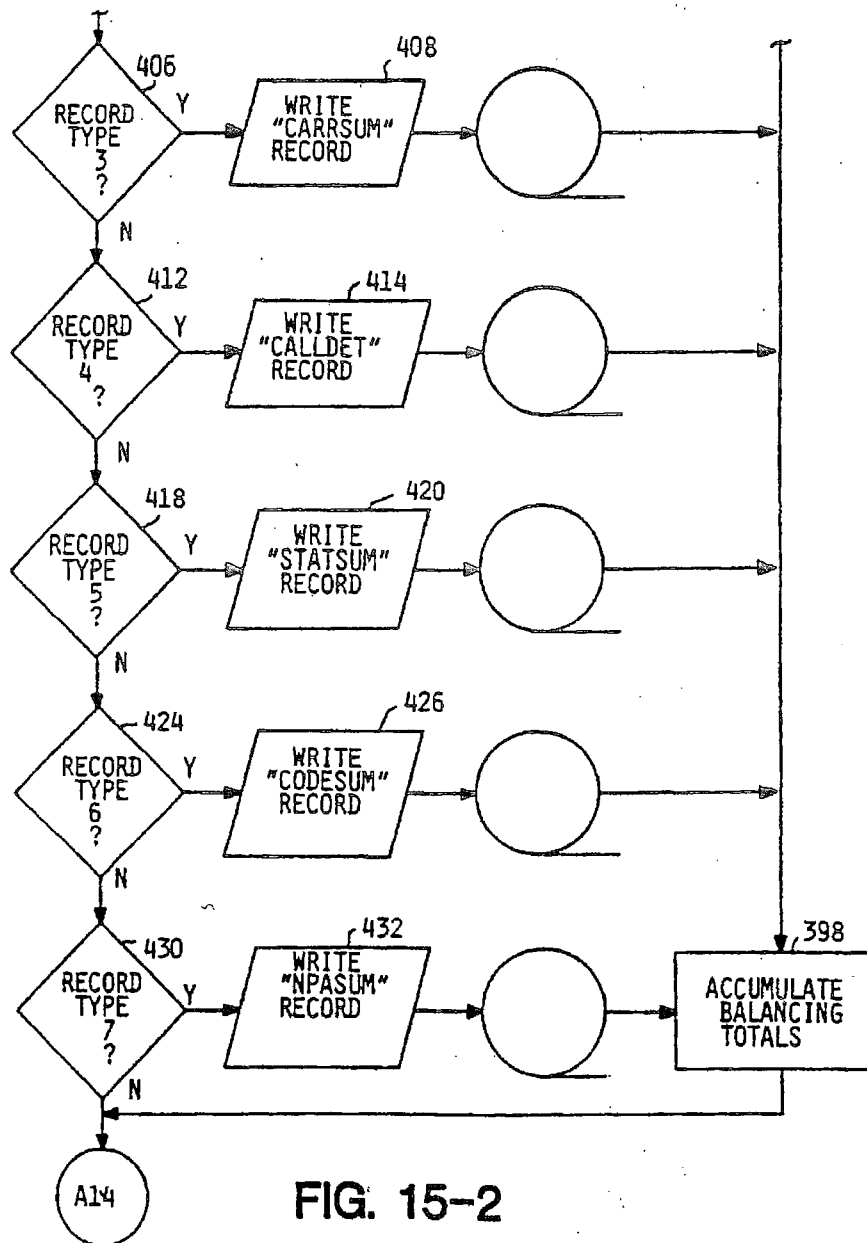 406
RECORD
TYPE
3
?
Y
N
408
WRITE
"CARRSUM"
RECORD
412
RECORD
TYPE
4
?
Y
N
414
WRITE
"CALLDET"
RECORD
418
RECORD
TYPE
5
?
Y
N
420
WRITE
"STATSUM"
RECORD
424
RECORD
TYPE
6
?
Y
N
426
WRITE
"CODESUM"
RECORD
430
RECORD
TYPE
7
?
Y
N
432
WRITE
"NPASUM"
RECORD
398
ACCUMULATE
BALANCING
TOTALS
A14
FIG. 15-2